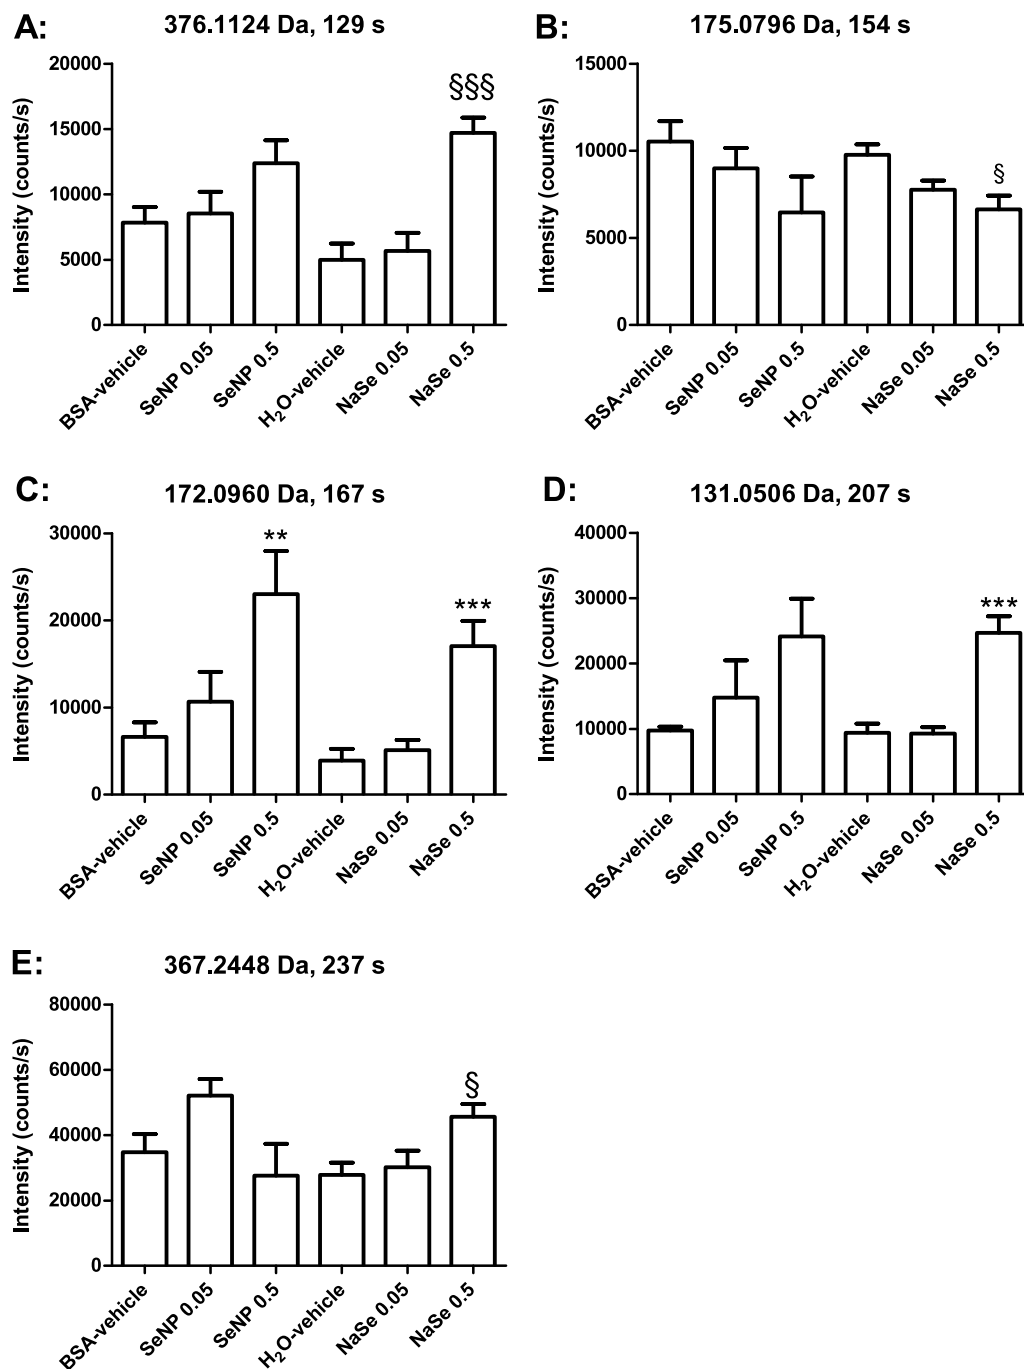 A:
376.1124 Da, 129 s
20000
15000
10000
5000
0
Intensity (counts/s)
§§§
BSA-vehicle
SeNP 0.05
SeNP 0.5
H₂O-vehicle
NaSe 0.05
NaSe 0.5
B:
175.0796 Da, 154 s
15000
10000
5000
0
Intensity (counts/s)
§
BSA-vehicle
SeNP 0.05
SeNP 0.5
H₂O-vehicle
NaSe 0.05
NaSe 0.5
C:
172.0960 Da, 167 s
30000
20000
10000
0
Intensity (counts/s)
**
***
BSA-vehicle
SeNP 0.05
SeNP 0.5
H₂O-vehicle
NaSe 0.05
NaSe 0.5
D:
131.0506 Da, 207 s
40000
30000
20000
10000
0
Intensity (counts/s)
***
BSA-vehicle
SeNP 0.05
SeNP 0.5
H₂O-vehicle
NaSe 0.05
NaSe 0.5
E:
367.2448 Da, 237 s
80000
60000
40000
20000
0
Intensity (counts/s)
§
BSA-vehicle
SeNP 0.05
SeNP 0.5
H₂O-vehicle
NaSe 0.05
NaSe 0.5